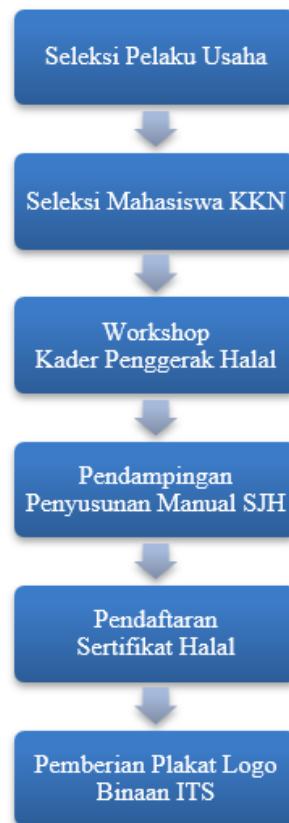 Seleksi Pelaku Usaha
Seleksi Mahasiswa KKN
Workshop
Kader Penggerak Halal
Pendampingan
Penyusunan Manual SJH
Pendaftaran
Sertifikat Halal
Pemberian Plakat Logo
Binaan ITS